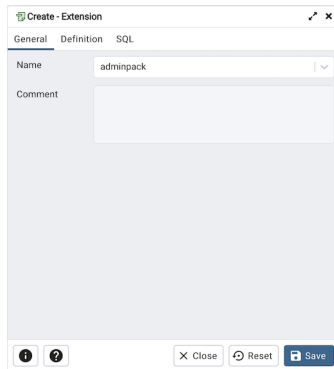 Create - Extension
General Definition SQL
Name
adminpack
Comment
Close Reset Save